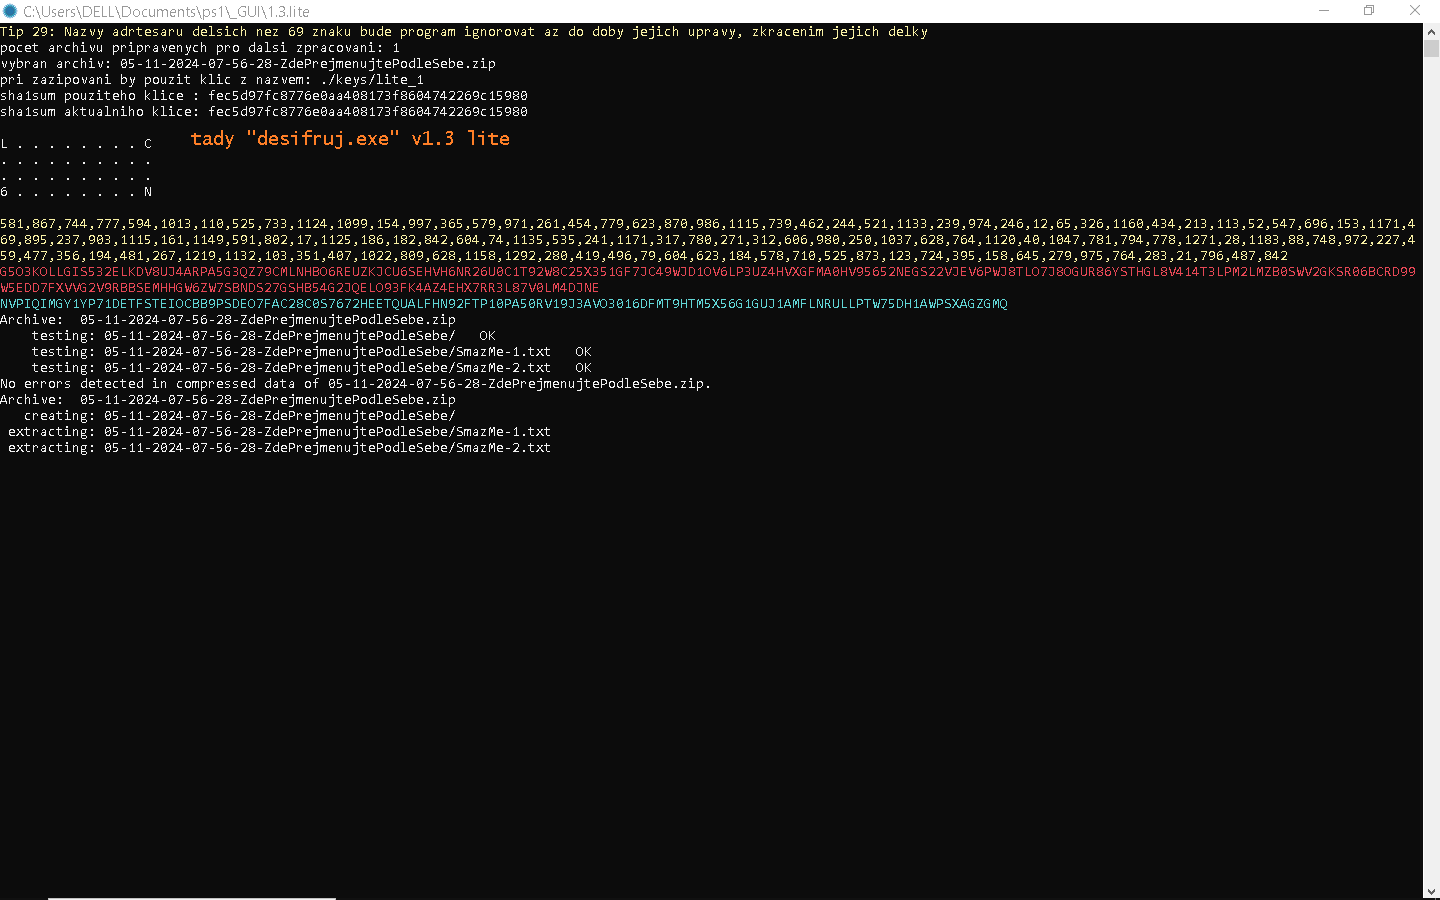 C:\Users\DELL\Documents\ps1\_GUI\1.3.lite
Tip 29: Nazvy adrtesaru delsich nez 69 znaku bude program ignorovat az do doby jejich upravy, zkracenim jejich delky
pocet archivu pripravenych pro dalsi zpracovani: 1
vybran archiv: 05-11-2024-07-56-28-ZdePrejmenujtePodleSebe.zip
pri zazipovani by pouzit klic z nazvem: ./keys/lite_1
sha1sum pouziteho klice : fec5d97fc8776e0aa408173f8604742269c15980
sha1sum aktualniho klice: fec5d97fc8776e0aa408173f8604742269c15980
tady "desifruj.exe" v1.3 lite
L . . . . . . . . C
. . . . . . . . . .
. . . . . . . . . .
6 . . . . . . . . N
581,867,744,777,594,1013,110,525,733,1124,1099,154,997,365,579,971,261,454,779,623,870,986,1115,739,462,244,521,1133,239,974,246,12,65,326,1160,434,213,113,52,547,696,153,1171,4
69,895,237,903,1115,161,1149,591,802,17,1125,186,182,842,604,74,1135,535,241,1171,317,780,271,312,606,980,250,1037,628,764,1120,40,1047,781,794,778,1271,28,1183,88,748,972,227,4
59,477,356,194,481,267,1219,1132,103,351,407,1022,809,628,1158,1292,280,419,496,79,604,623,184,578,710,525,873,123,724,395,158,645,279,975,764,283,21,796,487,842
G5O3KOLLGIS532ELKDV8UJ4ARPA5G3QZ79CMLNHBO6REUZKJCU6SEHVH6NR26U0C1T92W8C25X351GF7JC49WJD1OV6LP3UZ4HVXGFMA0HV95652NEGS22VJEV6PWJ8TLO7J8OGUR86YSTHGL8V414T3LPM2LMZB0SWV2GKSR06BCRD99
W5EDD7FXVVG2V9RBBSEMHHGW6ZW7SBNDS27GSHB54G2JQELO93FK4AZ4EHX7RR3L87V0LM4DJNE
NVPIQIMGY1YP71DETFSTEIOCBB9PSDEO7FAC28C0S7672HEETQUALFHN92FTP10PA50RV19J3AVO3016DFMT9HTM5X56G1GUJ1AMFLNRULLPTW75DH1AWPSXAGZGMQ
Archive:  05-11-2024-07-56-28-ZdePrejmenujtePodleSebe.zip
testing: 05-11-2024-07-56-28-ZdePrejmenujtePodleSebe/   OK
testing: 05-11-2024-07-56-28-ZdePrejmenujtePodleSebe/SmazMe-1.txt   OK
testing: 05-11-2024-07-56-28-ZdePrejmenujtePodleSebe/SmazMe-2.txt   OK
No errors detected in compressed data of 05-11-2024-07-56-28-ZdePrejmenujtePodleSebe.zip.
Archive:  05-11-2024-07-56-28-ZdePrejmenujtePodleSebe.zip
creating: 05-11-2024-07-56-28-ZdePrejmenujtePodleSebe/
extracting: 05-11-2024-07-56-28-ZdePrejmenujtePodleSebe/SmazMe-1.txt
extracting: 05-11-2024-07-56-28-ZdePrejmenujtePodleSebe/SmazMe-2.txt